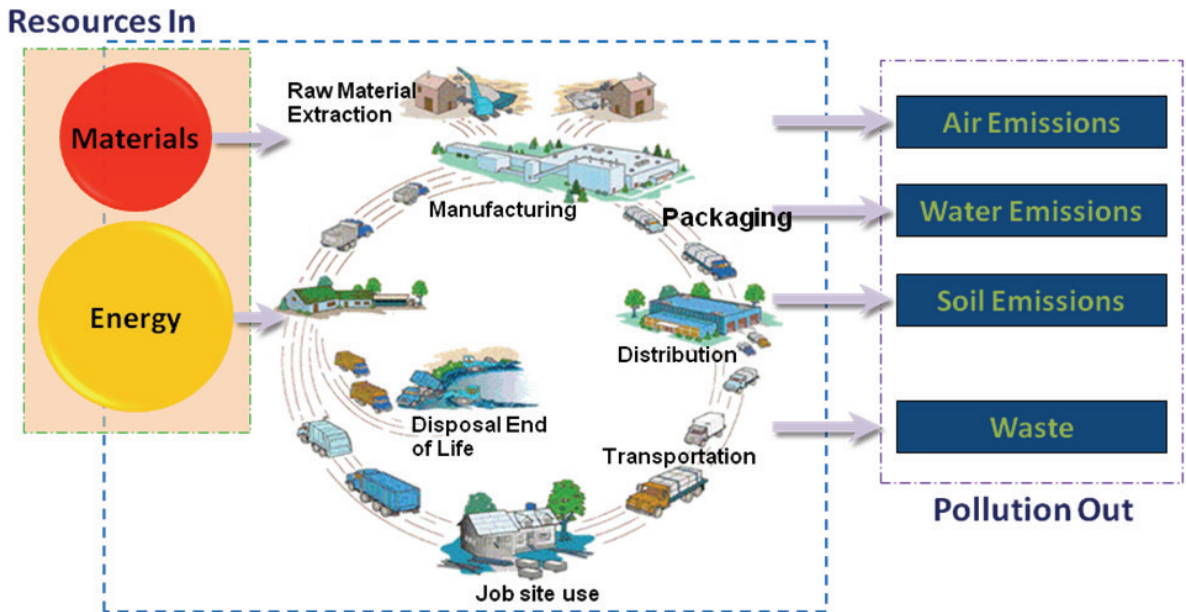 Resources In
Materials
Energy
Raw Material
Extraction
Manufacturing
Packaging
Distribution
Disposal End
of Life
Transportation
Job site use
Air Emissions
Water Emissions
Soil Emissions
Waste
Pollution Out